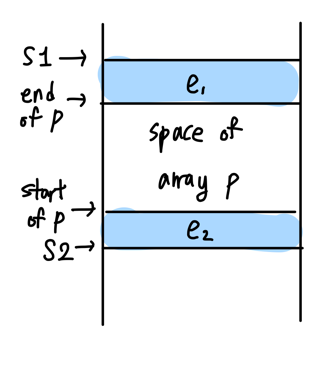 S1 →
e₁
end →
of p
space of
array p
start
of p →
e₂
S2 →